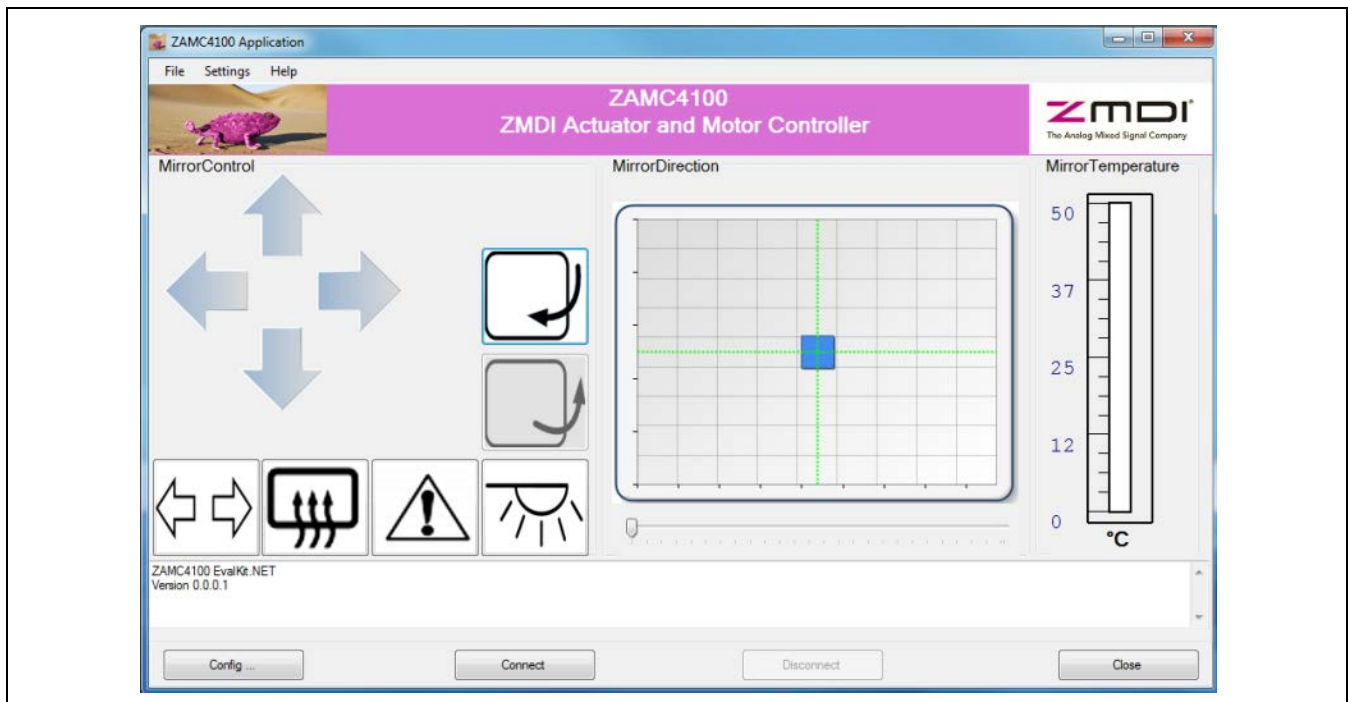 ZAMC4100 Application
File Settings Help
ZAMC4100
ZMDI Actuator and Motor Controller
ZMDI
The Analog Mixed Signal Company
MirrorControl
MirrorDirection
MirrorTemperature
50
37
25
12
0
°C
ZAMC4100 EvalKit.NET
Version 0.0.0.1
Config ...
Connect
Disconnect
Close